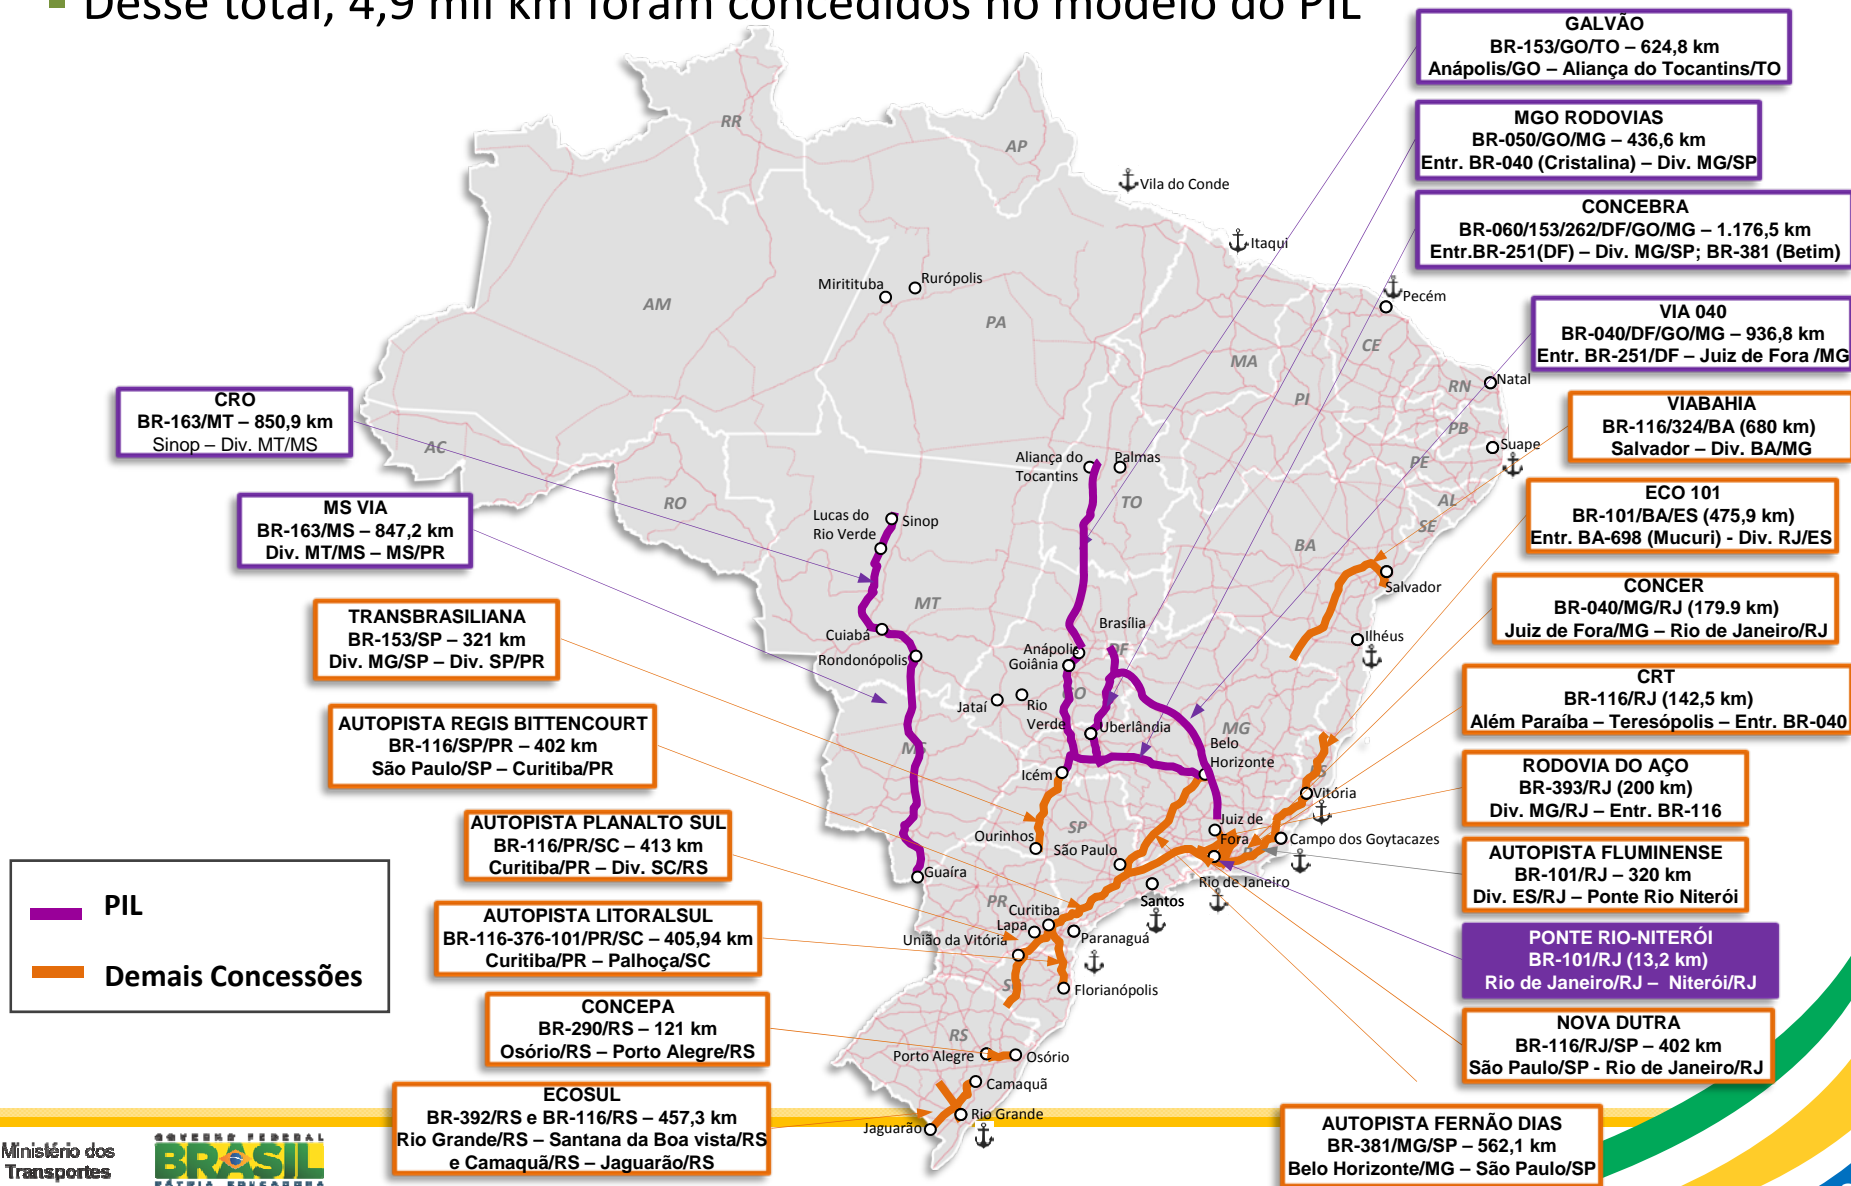 Desse total, 4,9 mil km foram concedidos no modelo do PIL
GALVÃO
BR-153/GO/TO – 624,8 km
Anápolis/GO – Aliança do Tocantins/TO
MGO RODOVIAS
BR-050/GO/MG – 436,6 km
Entr. BR-040 (Cristalina) – Div. MG/SP
CONCEBRA
BR-060/153/262/DF/GO/MG – 1.176,5 km
Entr.BR-251(DF) – Div. MG/SP; BR-381 (Betim)
VIA 040
BR-040/DF/GO/MG – 936,8 km
Entr. BR-251/DF – Juiz de Fora /MG
VIABAHIA
BR-116/324/BA (680 km)
Salvador – Div. BA/MG
ECO 101
BR-101/BA/ES (475,9 km)
Entr. BA-698 (Mucuri) - Div. RJ/ES
CONCER
BR-040/MG/RJ (179.9 km)
Juiz de Fora/MG – Rio de Janeiro/RJ
CRT
BR-116/RJ (142,5 km)
Além Paraíba – Teresópolis – Entr. BR-040
RODOVIA DO AÇO
BR-393/RJ (200 km)
Div. MG/RJ – Entr. BR-116
AUTOPISTA FLUMINENSE
BR-101/RJ – 320 km
Div. ES/RJ – Ponte Rio Niterói
PONTE RIO-NITERÓI
BR-101/RJ (13,2 km)
Rio de Janeiro/RJ – Niterói/RJ
NOVA DUTRA
BR-116/RJ/SP – 402 km
São Paulo/SP - Rio de Janeiro/RJ
AUTOPISTA FERNÃO DIAS
BR-381/MG/SP – 562,1 km
Belo Horizonte/MG – São Paulo/SP
CRO
BR-163/MT – 850,9 km
Sinop – Div. MT/MS
MS VIA
BR-163/MS – 847,2 km
Div. MT/MS – MS/PR
TRANSBRASILIANA
BR-153/SP – 321 km
Div. MG/SP – Div. SP/PR
AUTOPISTA REGIS BITTENCOURT
BR-116/SP/PR – 402 km
São Paulo/SP – Curitiba/PR
AUTOPISTA PLANALTO SUL
BR-116/PR/SC – 413 km
Curitiba/PR – Div. SC/RS
AUTOPISTA LITORALSUL
BR-116-376-101/PR/SC – 405,94 km
Curitiba/PR – Palhoça/SC
CONCEPA
BR-290/RS – 121 km
Osório/RS – Porto Alegre/RS
ECOSUL
BR-392/RS e BR-116/RS – 457,3 km
Rio Grande/RS – Santana da Boa vista/RS
e Camaquã/RS – Jaguarão/RS
RR
AP
Vila do Conde
Itaqui
Pecém
Miritituba
Rurópolis
AM
PA
MA
CE
RN
Natal
PI
PB
Suape
PE
AL
SE
AC
RO
Aliança do
Tocantins
Palmas
TO
BA
Lucas do
Rio Verde
Sinop
Salvador
MT
Cuiabá
Rondonópolis
Brasília
DF
Anápolis
Goiânia
GO
Ilhéus
Jataí
Rio
Verde
Uberlândia
MG
Belo
Horizonte
MS
Icém
ES
Vitória
Ourinhos
SP
São Paulo
Juiz de
Fora
Campo dos Goytacazes
Rio de Janeiro
Santos
Guaíra
PR
Curitiba
Lapa
União da Vitória
Paranaguá
Florianópolis
RS
Porto Alegre
Osório
Camaquã
Rio Grande
Jaguarão
PIL
Demais Concessões
Ministério dos
Transportes
GOVERNO FEDERAL
BRASIL
PÁTRIA EDUCADORA